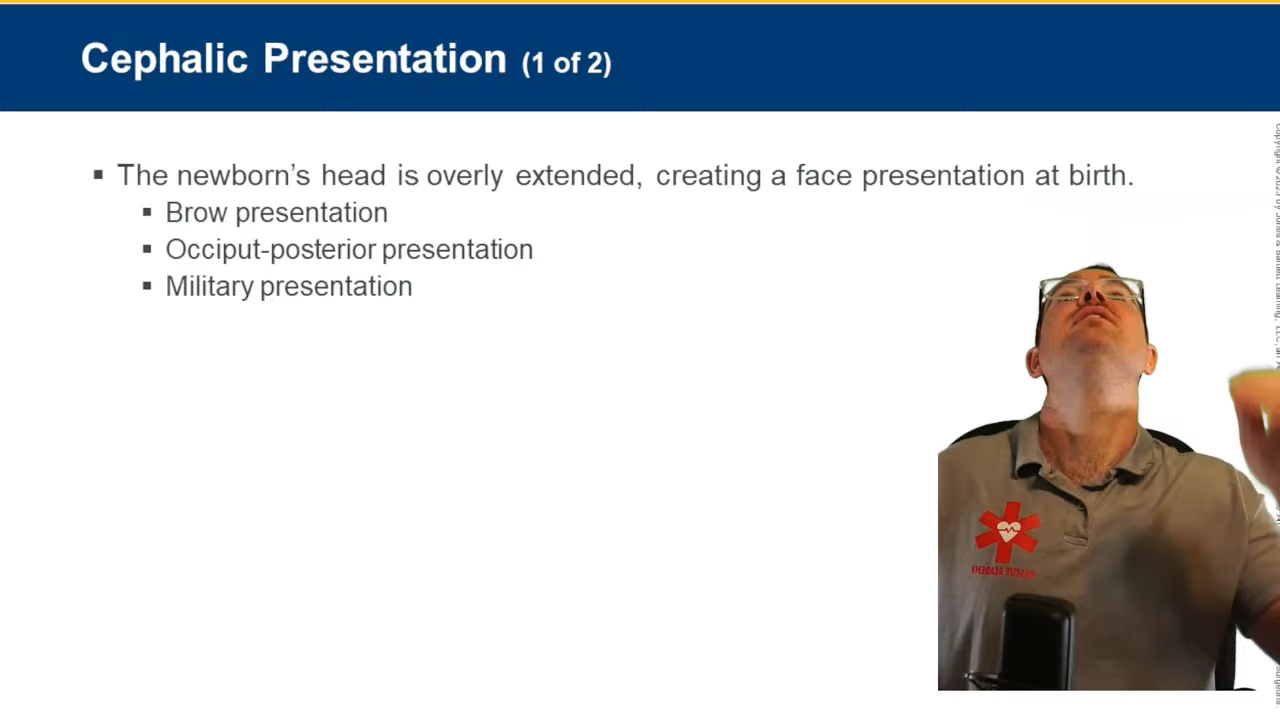 Cephalic Presentation (1 of 2)
▪ The newborn's head is overly extended, creating a face presentation at birth.
▪ Brow presentation
▪ Occiput-posterior presentation
▪ Military presentation